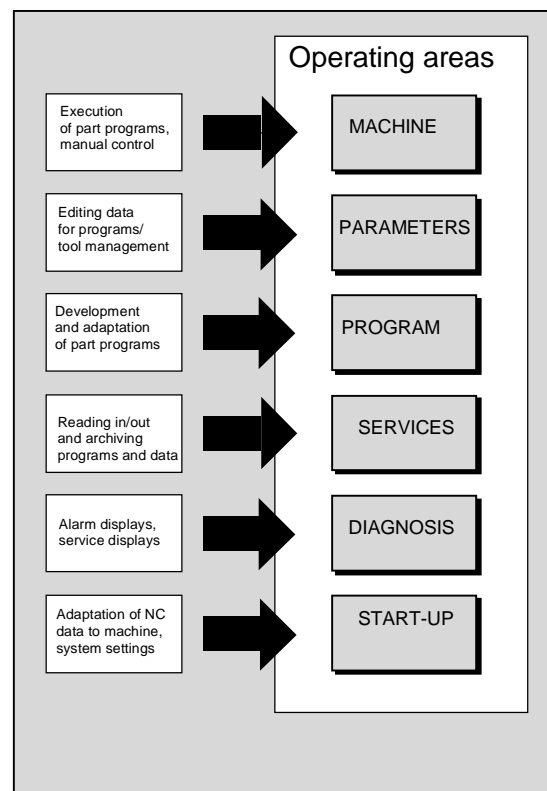 Operating areas
Execution
of part programs,
manual control
MACHINE
Editing data
for programs/
tool management
PARAMETERS
Development
and adaptation
of part programs
PROGRAM
Reading in/out
and archiving
programs and data
SERVICES
Alarm displays,
service displays
DIAGNOSIS
Adaptation of NC
data to machine,
system settings
START-UP